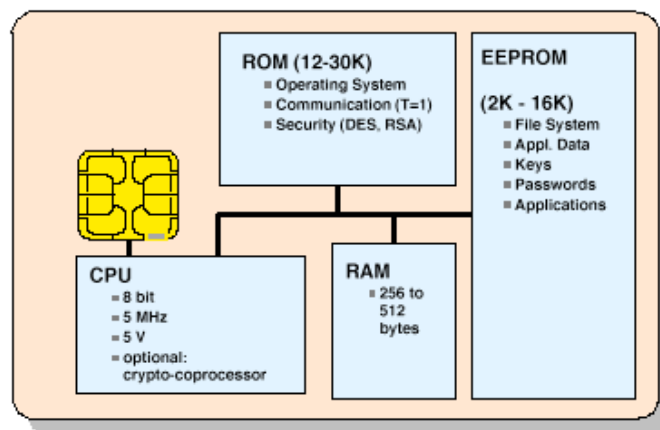 ROM (12-30K)
Operating System
Communication (T=1)
Security (DES, RSA)
EEPROM
(2K - 16K)
File System
Appl. Data
Keys
Passwords
Applications
CPU
8 bit
5 MHz
5 V
optional:
crypto-coprocessor
RAM
256 to
512
bytes